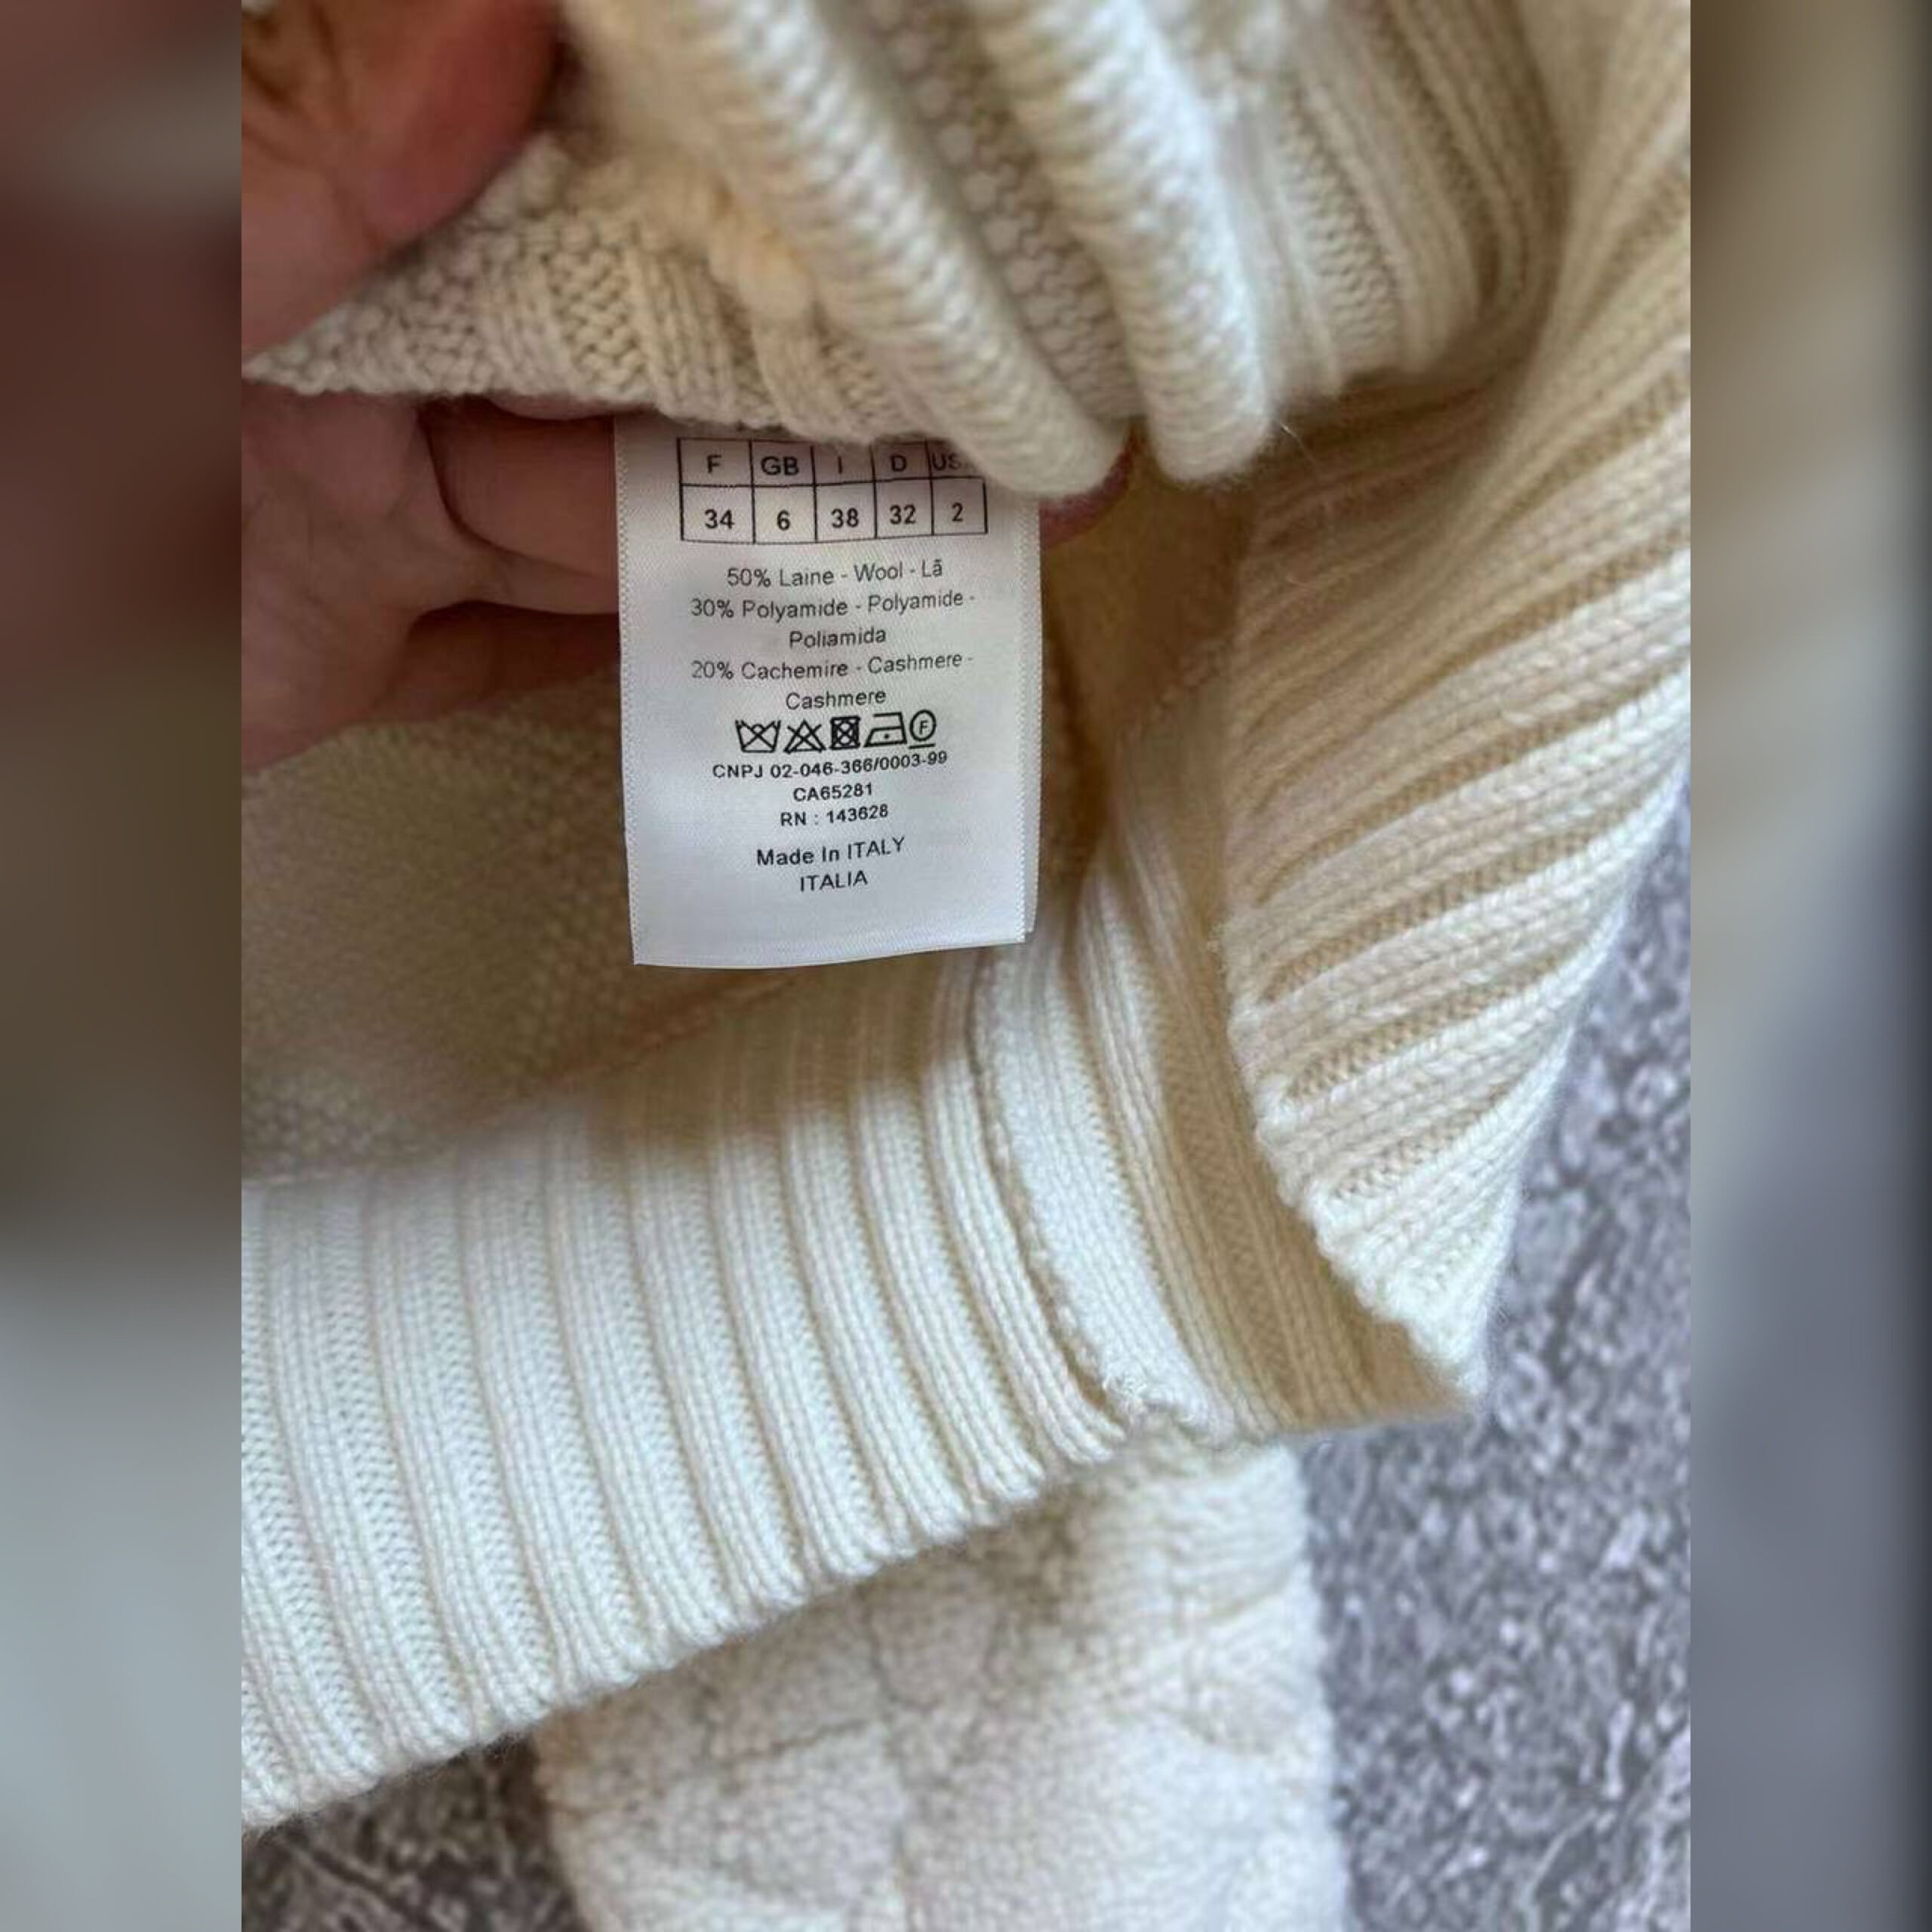 F GB I D US
34 6 38 32 2
50% Laine - Wool - Lã
30% Polyamide - Polyamide -
Poliamida
20% Cachemire - Cashmere -
Cashmere
F
CNPJ 02-046-366/0003-99
CA65281
RN : 143628
Made In ITALY
ITALIA